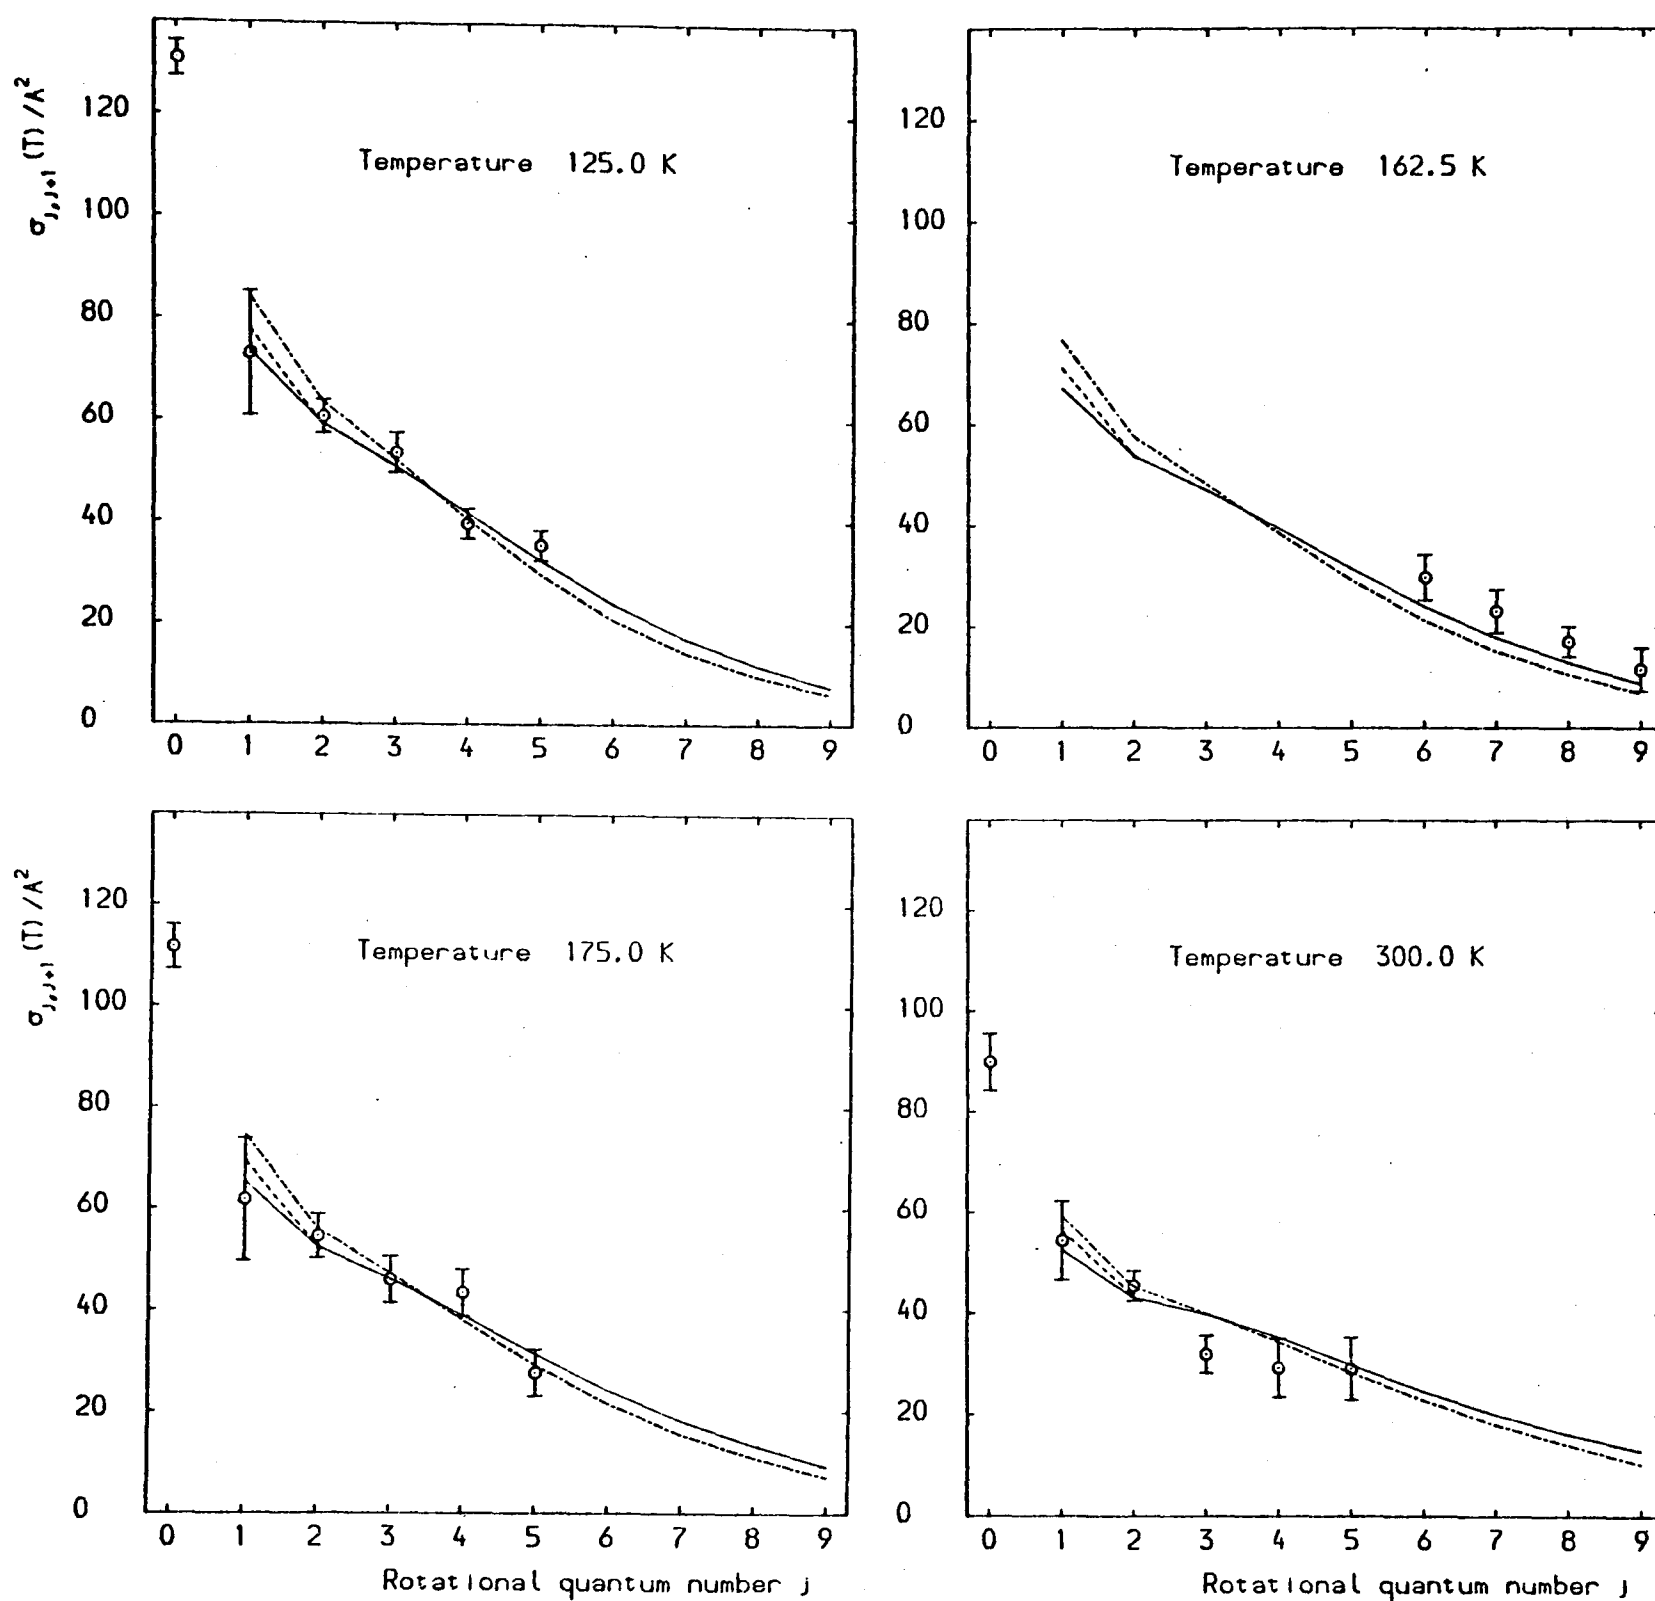 σj,j+1(T)/A²
120
100
80
60
40
20
0
Temperature 125.0 K
0 1 2 3 4 5 6 7 8 9
120
100
80
60
40
20
0
Temperature 162.5 K
0 1 2 3 4 5 6 7 8 9
σj,j+1(T)/A²
120
100
80
60
40
20
0
Temperature 175.0 K
0 1 2 3 4 5 6 7 8 9
Rotational quantum number j
120
100
80
60
40
20
0
Temperature 300.0 K
0 1 2 3 4 5 6 7 8 9
Rotational quantum number j